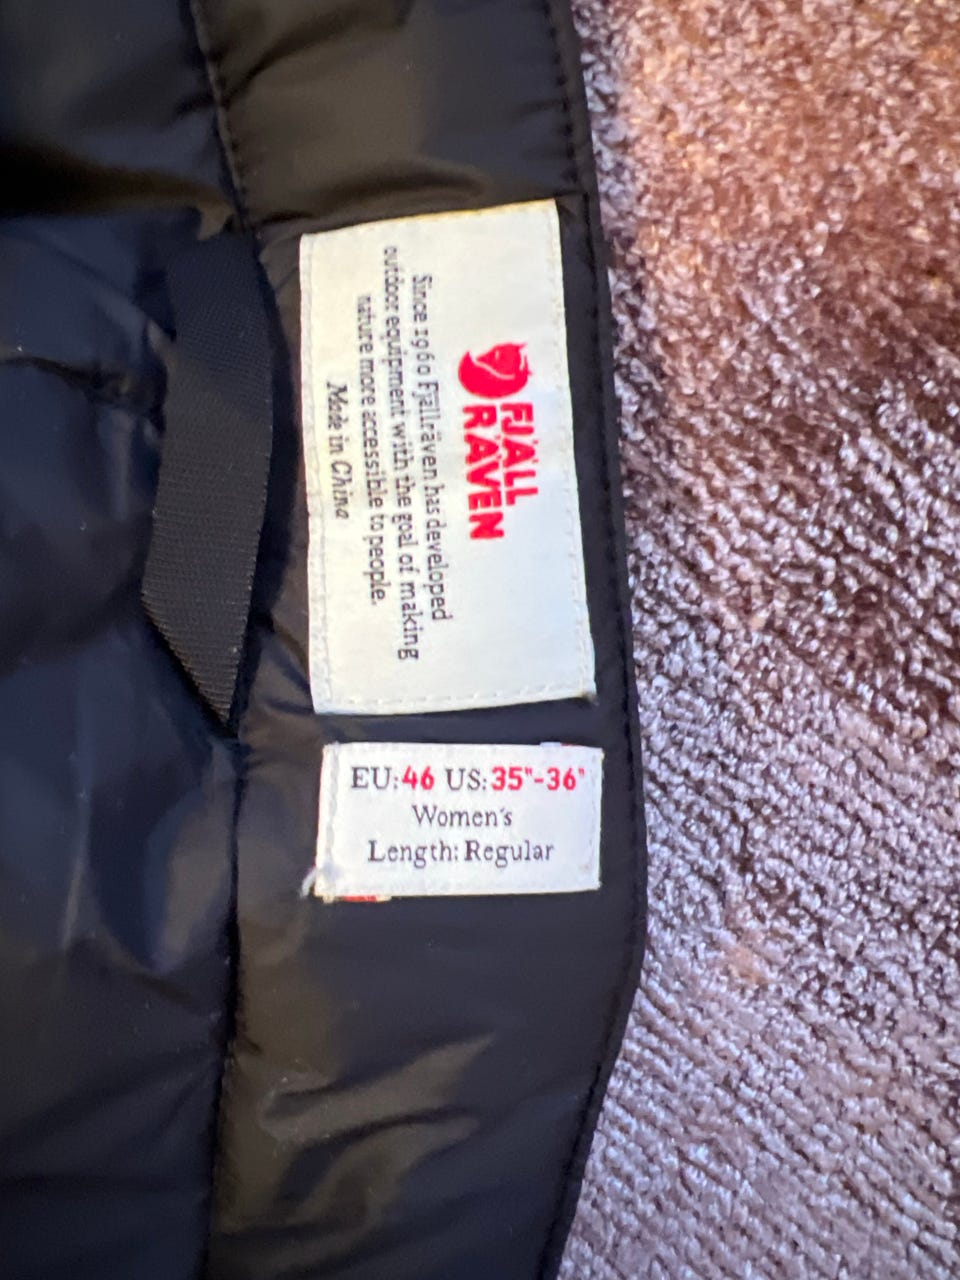 FJÄLL
RÄVEN
Since 1960 Fjällräven has developed
outdoor equipment with the goal of making
nature more accessible to people.
Made in China
EU:46 US:35"-36"
Women's
Length: Regular